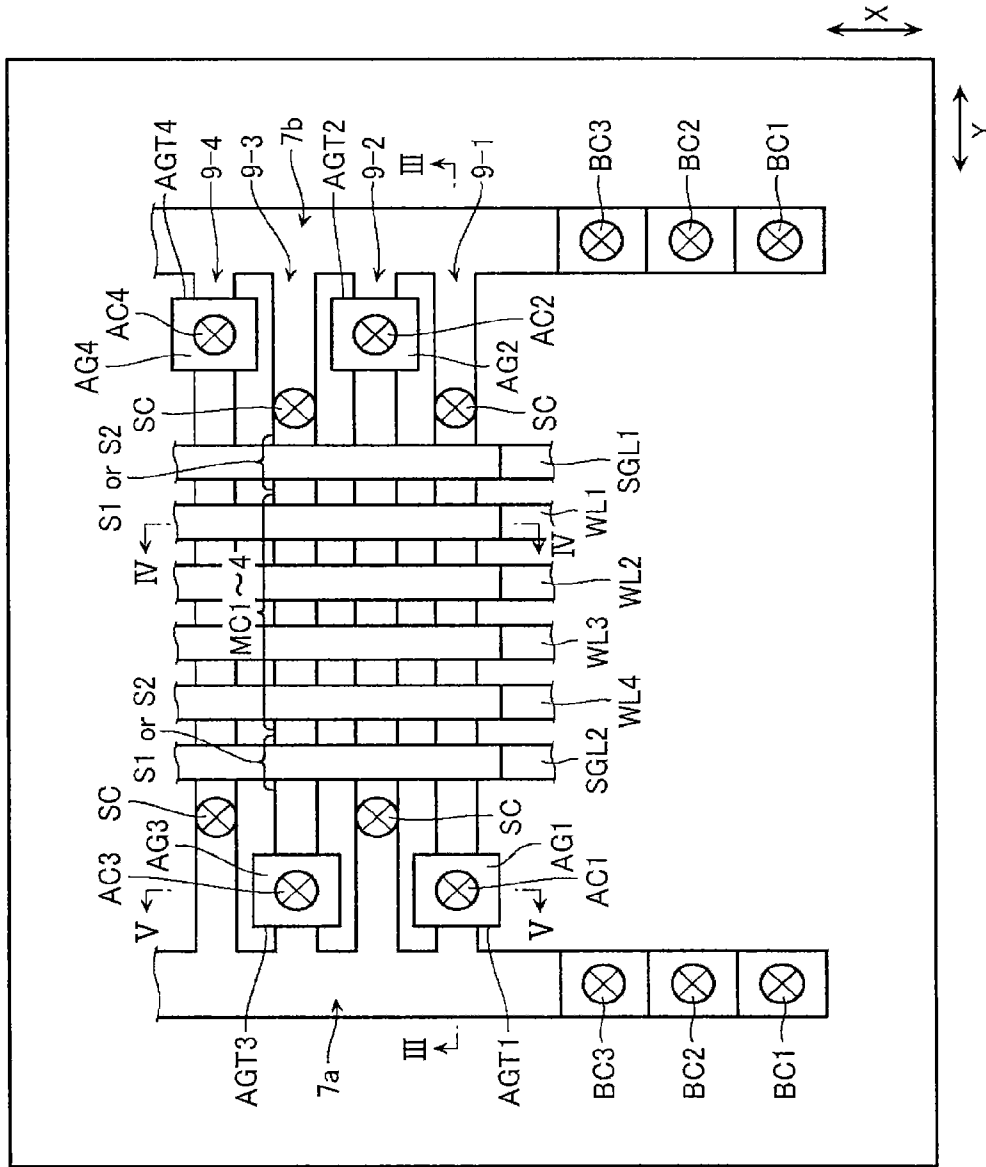 X
Y
AGT4
9-4
9-3
7b
AGT2
9-2
III
9-1
BC3
BC2
BC1
AC4
AG4
AC2
AG2
SC
SC
S1 or S2
SGL1
IV
WL1
IV
MC1~4
WL2
WL3
S1 or S2
WL4
SGL2
SC
SC
AG3
AC3
AG1
AC1
V
V
AGT3
7a
III
AGT1
BC3
BC2
BC1